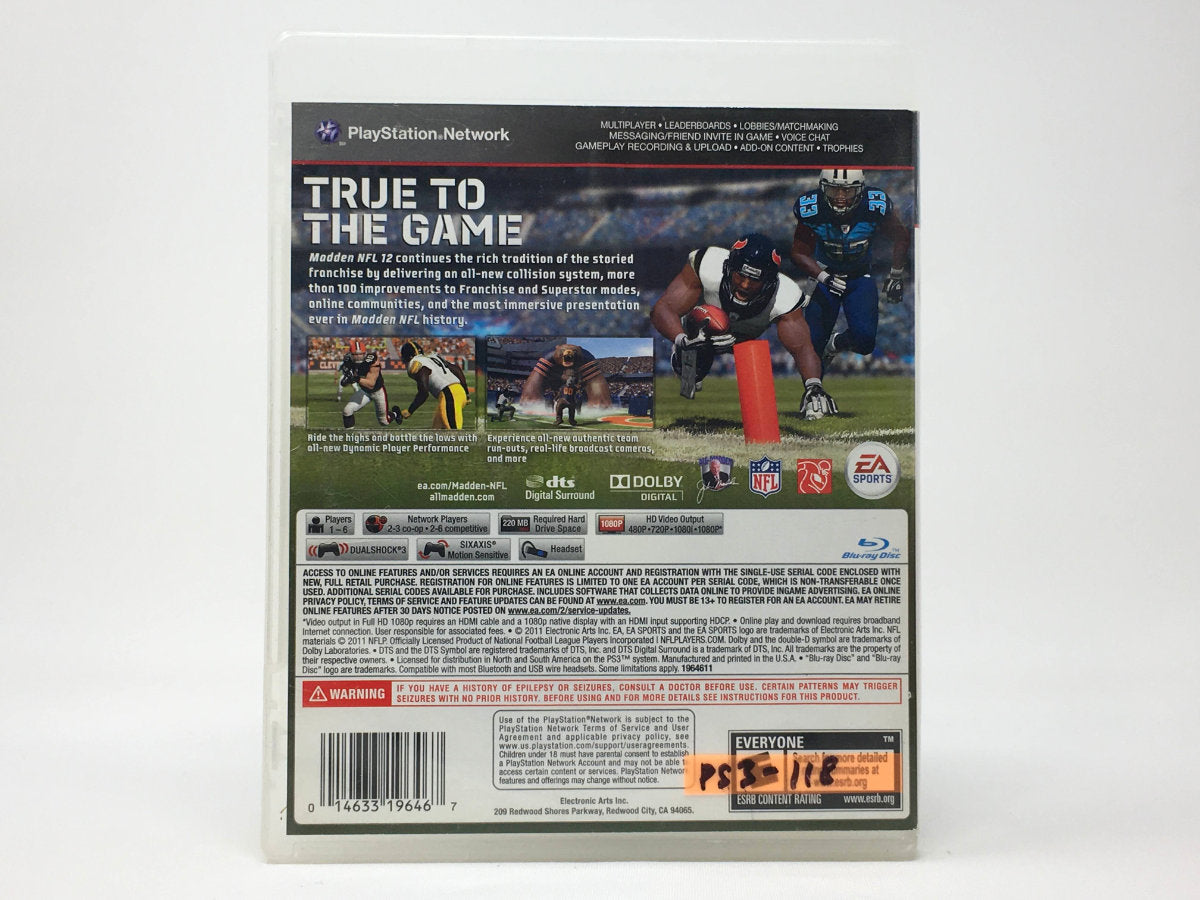 PlayStation®Network
MULTIPLAYER • LEADERBOARDS • LOBBIES/MATCHMAKING
MESSAGING/FRIEND INVITE IN GAME • VOICE CHAT
GAMEPLAY RECORDING & UPLOAD • ADD-ON CONTENT • TROPHIES
TRUE TO
THE GAME
Madden NFL 12 continues the rich tradition of the storied
franchise by delivering an all-new collision system, more
than 100 improvements to Franchise and Superstar modes,
online communities, and the most immersive presentation
ever in Madden NFL history.
33
33
Ride the highs and battle the lows with
all-new Dynamic Player Performance
Experience all-new authentic team
run-outs, real-life broadcast cameras,
and more
ea.com/Madden-NFL
allmadden.com
dts
Digital Surround
DOLBY
DIGITAL
NFL
EA
SPORTS
Players
1 – 6
Network Players
2-3 co-op • 2-6 competitive
220 MB
Required Hard
Drive Space
1080P
HD Video Output
480P•720P•1080i•1080P*
DUALSHOCK®3
SIXAXIS®
Motion Sensitive
Headset
Blu-ray Disc™
ACCESS TO ONLINE FEATURES AND/OR SERVICES REQUIRES AN EA ONLINE ACCOUNT AND REGISTRATION WITH THE SINGLE-USE SERIAL CODE ENCLOSED WITH
NEW, FULL RETAIL PURCHASE. REGISTRATION FOR ONLINE FEATURES IS LIMITED TO ONE EA ACCOUNT PER SERIAL CODE, WHICH IS NON-TRANSFERABLE ONCE
USED. ADDITIONAL SERIAL CODES AVAILABLE FOR PURCHASE. INCLUDES SOFTWARE THAT COLLECTS DATA ONLINE TO PROVIDE INGAME ADVERTISING. EA ONLINE
PRIVACY POLICY, TERMS OF SERVICE AND FEATURE UPDATES CAN BE FOUND AT www.ea.com. YOU MUST BE 13+ TO REGISTER FOR AN EA ACCOUNT. EA MAY RETIRE
ONLINE FEATURES AFTER 30 DAYS NOTICE POSTED ON www.ea.com/2/service-updates.
*Video output in Full HD 1080p requires an HDMI cable and a 1080p native display with an HDMI input supporting HDCP. • Online play and download requires broadband
Internet connection. User responsible for associated fees. • © 2011 Electronic Arts Inc. EA, EA SPORTS and the EA SPORTS logo are trademarks of Electronic Arts Inc. NFL
materials © 2011 NFLP. Officially Licensed Product of National Football League Players Incorporated | NFLPLAYERS.COM. Dolby and the double-D symbol are trademarks of
Dolby Laboratories. • DTS and the DTS Symbol are registered trademarks of DTS, Inc. and DTS Digital Surround is a trademark of DTS, Inc. All trademarks are the property of
their respective owners. • Licensed for distribution in North and South America on the PS3™ system. Manufactured and printed in the U.S.A. • "Blu-ray Disc" and "Blu-ray
Disc" logo are trademarks. Compatible with most Bluetooth and USB wire headsets. Some limitations apply. 1964611
WARNING
IF YOU HAVE A HISTORY OF EPILEPSY OR SEIZURES, CONSULT A DOCTOR BEFORE USE. CERTAIN PATTERNS MAY TRIGGER
SEIZURES WITH NO PRIOR HISTORY. BEFORE USING AND FOR MORE DETAILS SEE INSTRUCTIONS FOR THIS PRODUCT.
0 14633 19646 7
Use of the PlayStation®Network is subject to the
PlayStation Network Terms of Service and User
Agreement and applicable privacy policy, see
www.us.playstation.com/support/useragreements.
Children under 18 must have parental consent to establish
a PlayStation Network Account and may not be able to
access certain content or services. PlayStation Network
features and offerings may change without notice.
Electronic Arts Inc.
209 Redwood Shores Parkway, Redwood City, CA 94065.
EVERYONE ™
Search for more detailed
summaries at
www.esrb.org
PS3-118
ESRB CONTENT RATING www.esrb.org